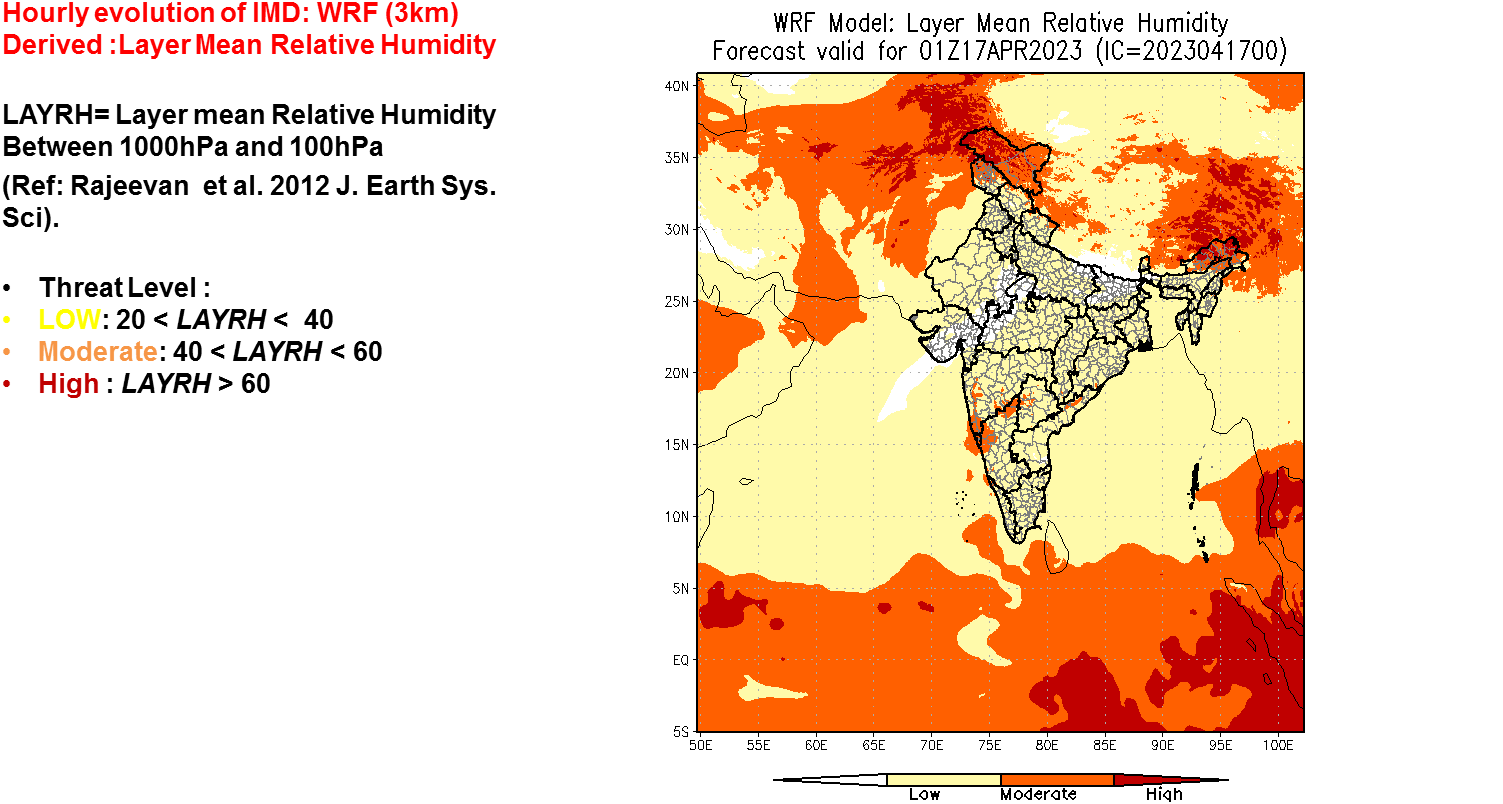 Hourly evolution of IMD: WRF (3km)
Derived :Layer Mean Relative Humidity
LAYRH= Layer mean Relative Humidity
Between 1000hPa and 100hPa
(Ref: Rajeevan et al. 2012 J. Earth Sys.
Sci).
• Threat Level :
• LOW: 20 < LAYRH < 40
• Moderate: 40 < LAYRH < 60
• High : LAYRH > 60
WRF Model: Layer Mean Relative Humidity
Forecast valid for 01Z17APR2023 (IC=2023041700)
40N
35N
30N
25N
20N
15N
10N
5N
EQ
5S
50E 55E 60E 65E 70E 75E 80E 85E 90E 95E 100E
Low Moderate High